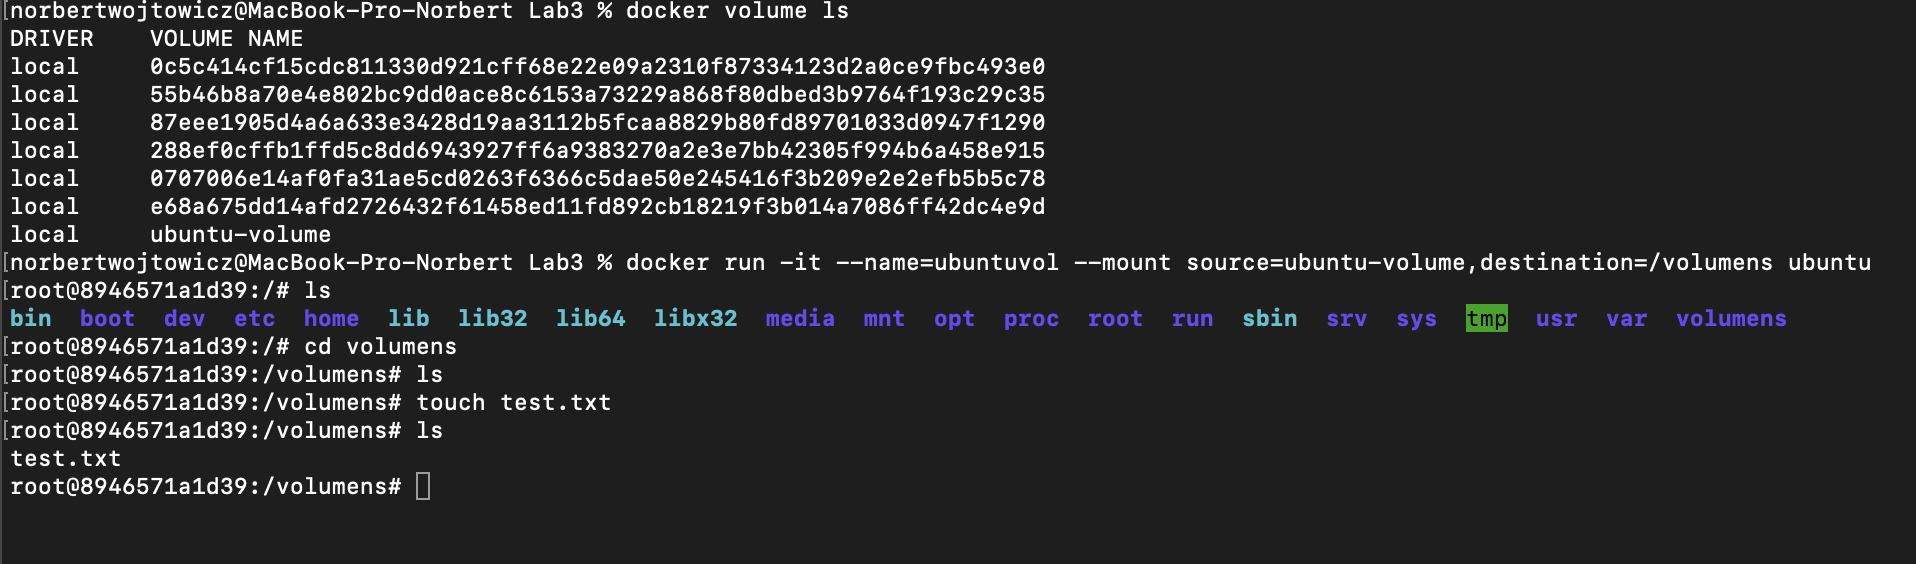 [norbertwojtowicz@MacBook-Pro-Norbert Lab3 % docker volume ls
DRIVER    VOLUME NAME
local     0c5c414cf15cdc811330d921cff68e22e09a2310f87334123d2a0ce9fbc493e0
local     55b46b8a70e4e802bc9dd0ace8c6153a73229a868f80dbed3b9764f193c29c35
local     87eee1905d4a6a633e3428d19aa3112b5fcaa8829b80fd89701033d0947f1290
local     288ef0cffb1ffd5c8dd6943927ff6a9383270a2e3e7bb42305f994b6a458e915
local     0707006e14af0fa31ae5cd0263f6366c5dae50e245416f3b209e2e2efb5b5c78
local     e68a675dd14afd2726432f61458ed11fd892cb18219f3b014a7086ff42dc4e9d
local     ubuntu-volume
[norbertwojtowicz@MacBook-Pro-Norbert Lab3 % docker run -it --name=ubuntuvol --mount source=ubuntu-volume,destination=/volumens ubuntu
[root@8946571a1d39:/# ls
bin  boot  dev  etc  home  lib  lib32  lib64  libx32  media  mnt  opt  proc  root  run  sbin  srv  sys  tmp  usr  var  volumens
[root@8946571a1d39:/# cd volumens
[root@8946571a1d39:/volumens# ls
[root@8946571a1d39:/volumens# touch test.txt
[root@8946571a1d39:/volumens# ls
test.txt
root@8946571a1d39:/volumens#